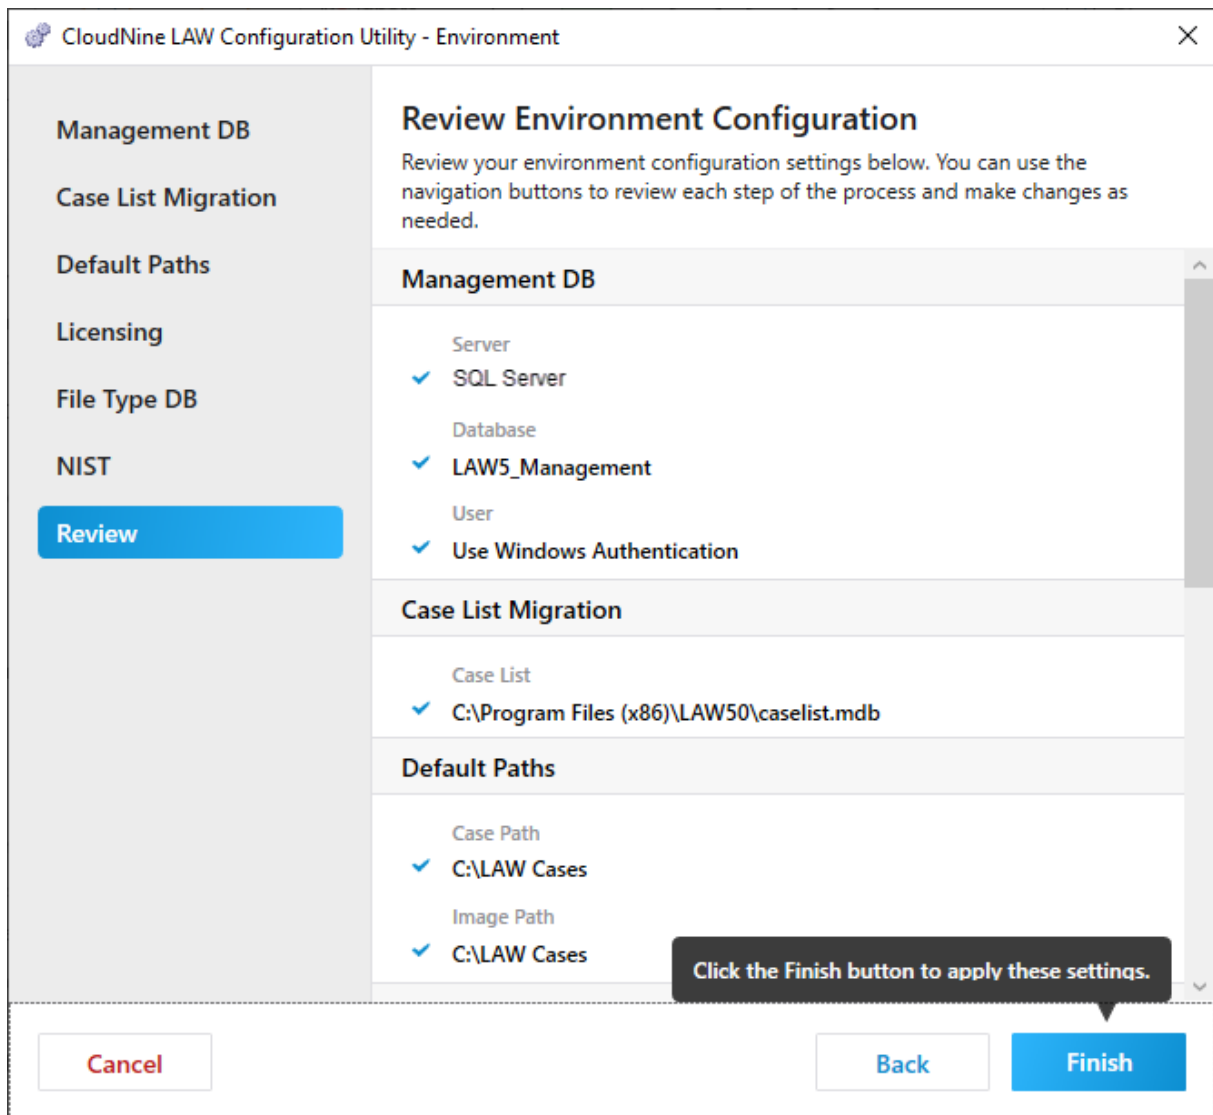 CloudNine LAW Configuration Utility - Environment
Management DB
Case List Migration
Default Paths
Licensing
File Type DB
NIST
Review
Review Environment Configuration
Review your environment configuration settings below. You can use the
navigation buttons to review each step of the process and make changes as
needed.
Management DB
Server
SQL Server
Database
LAW5_Management
User
Use Windows Authentication
Case List Migration
Case List
C:\Program Files (x86)\LAW50\caselist.mdb
Default Paths
Case Path
C:\LAW Cases
Image Path
C:\LAW Cases
Click the Finish button to apply these settings.
Cancel
Back
Finish